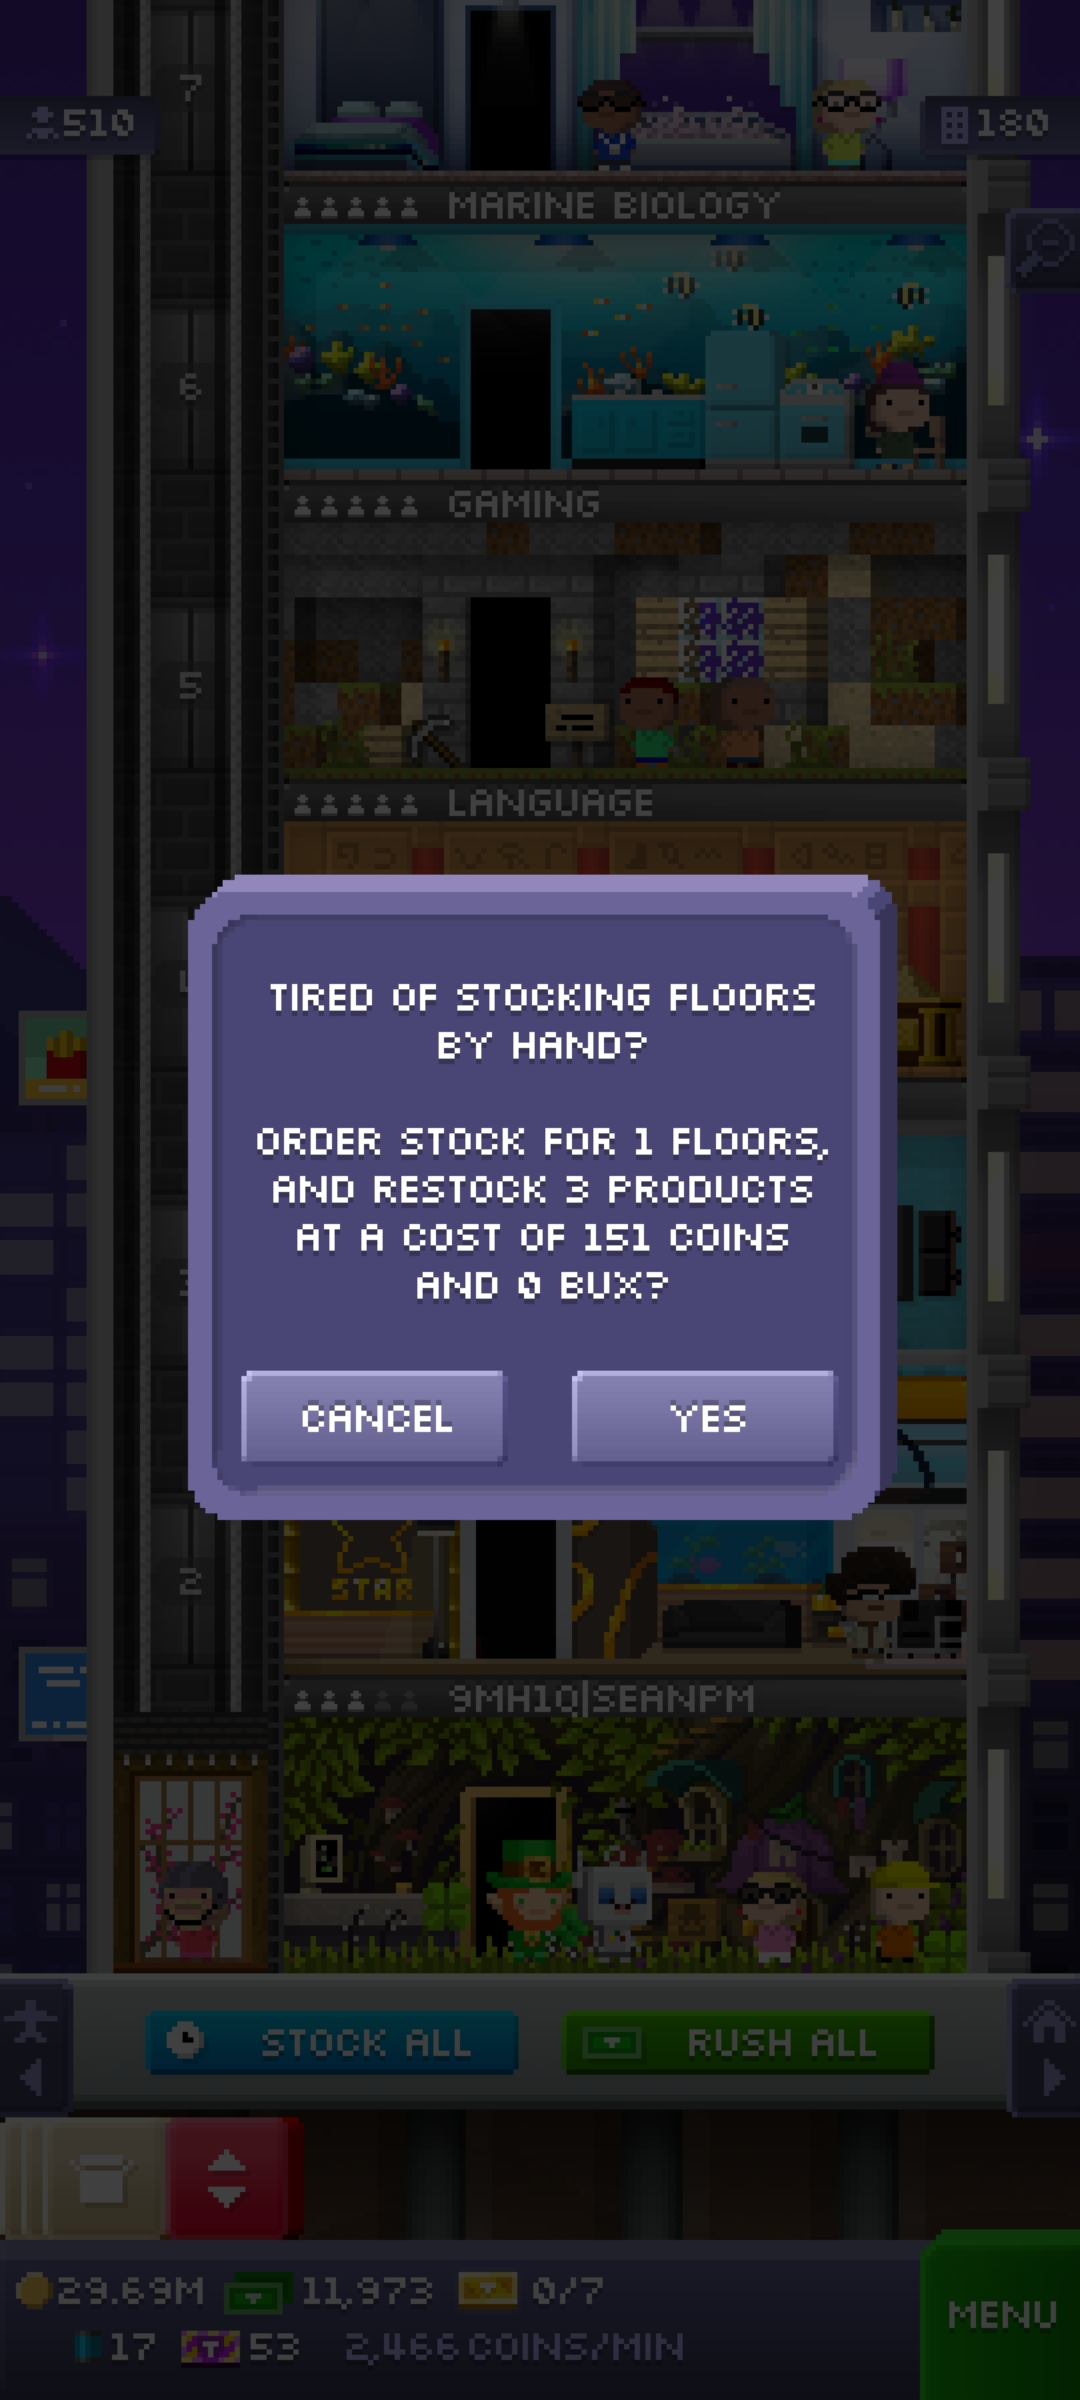 7
510
180
MARINE BIOLOGY
6
GAMING
5
LANGUAGE
TIRED OF STOCKING FLOORS
BY HAND?
ORDER STOCK FOR 1 FLOORS,
AND RESTOCK 3 PRODUCTS
AT A COST OF 151 COINS
AND 0 BUX?
CANCEL
YES
2
STAR
9MH1Q|SEANPM
STOCK ALL
RUSH ALL
29.69M
11,973
0/7
17
53
2,466 COINS/MIN
MENU